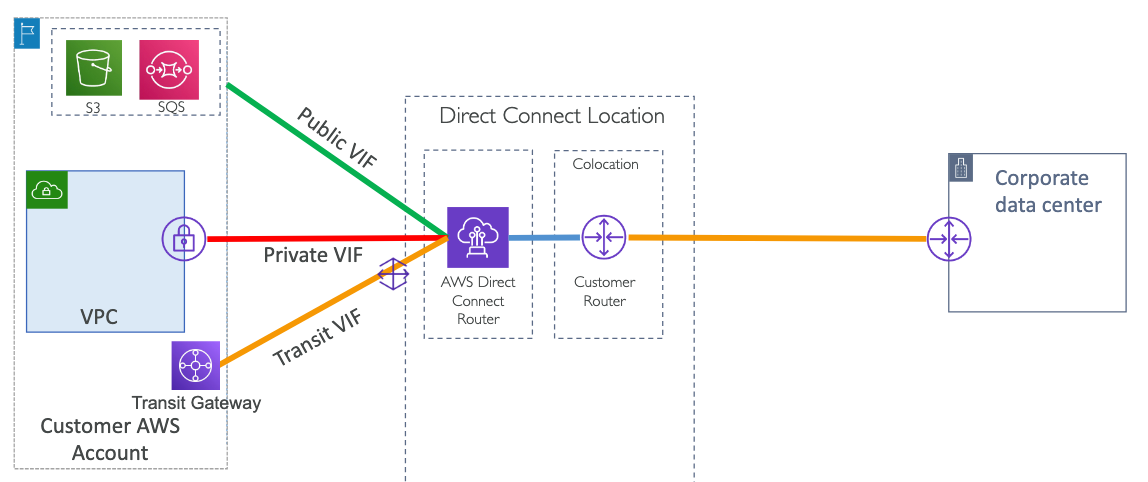 S3
SQS
Public VIF
Direct Connect Location
Colocation
Corporate
data center
Private VIF
AWS Direct
Connect
Router
Customer
Router
VPC
Transit VIF
Transit Gateway
Customer AWS
Account